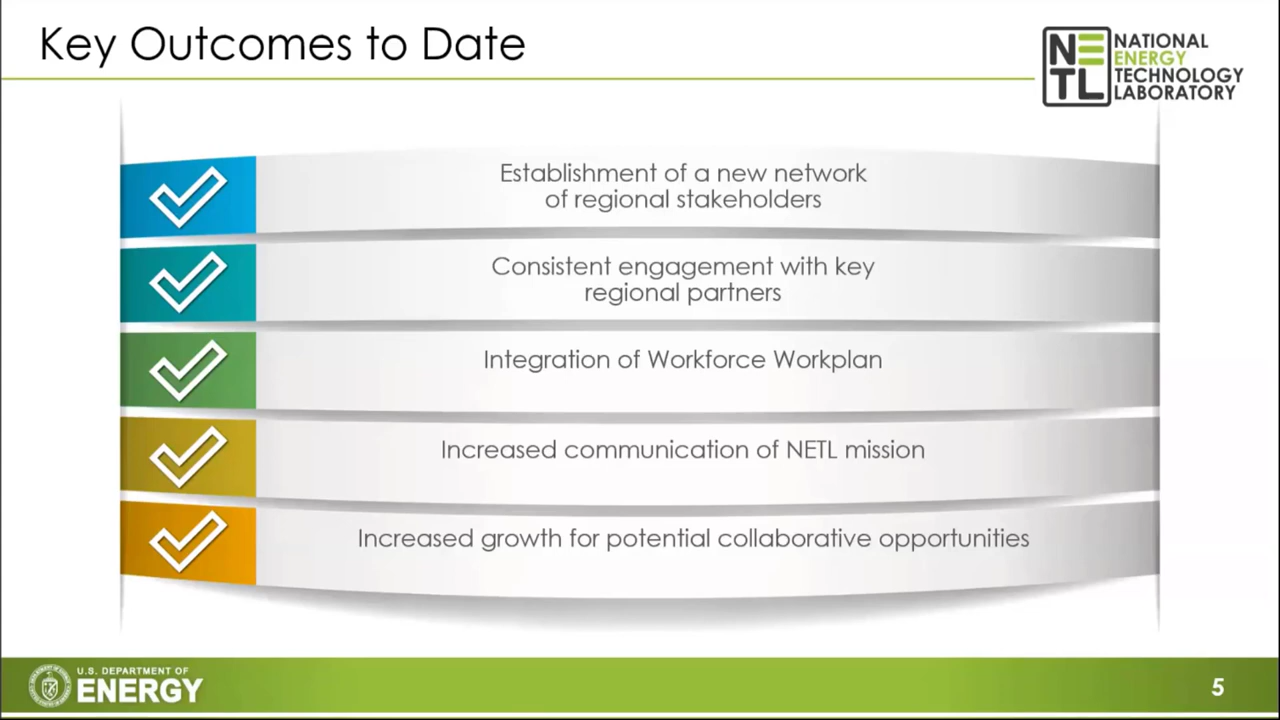 Key Outcomes to Date
NETL
NATIONAL
ENERGY
TECHNOLOGY
LABORATORY
Establishment of a new network
of regional stakeholders
Consistent engagement with key
regional partners
Integration of Workforce Workplan
Increased communication of NETL mission
Increased growth for potential collaborative opportunities
U.S. DEPARTMENT OF
ENERGY
5